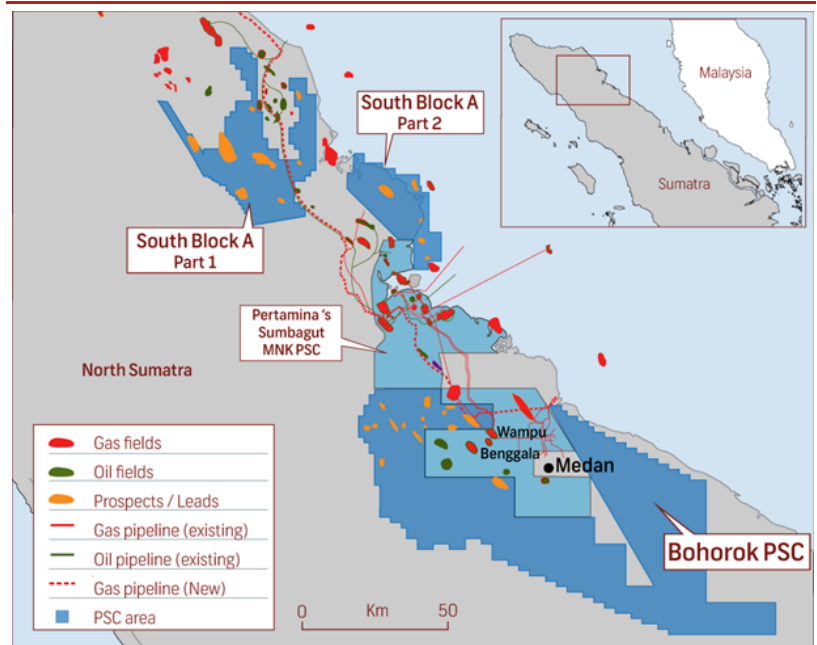 Malaysia
Sumatra
South Block A
Part 2
South Block A
Part 1
Pertamina 's
Sumbagut
MNK PSC
North Sumatra
Wampu
Benggala
Medan
Bohorok PSC
Gas fields
Oil fields
Prospects / Leads
Gas pipeline (existing)
Oil pipeline (existing)
Gas pipeline (New)
PSC area
Km
0 50